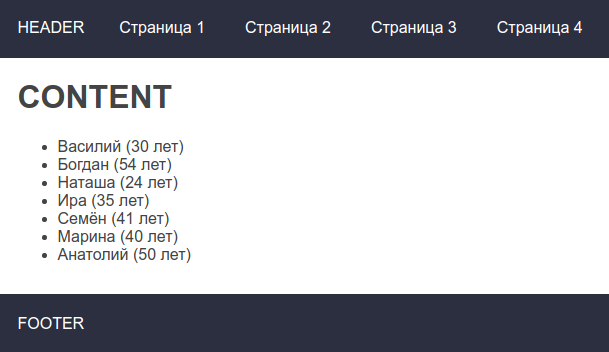 HEADER Страница 1 Страница 2 Страница 3 Страница 4
CONTENT
Василий (30 лет)
Богдан (54 лет)
Наташа (24 лет)
Ира (35 лет)
Семён (41 лет)
Марина (40 лет)
Анатолий (50 лет)
FOOTER